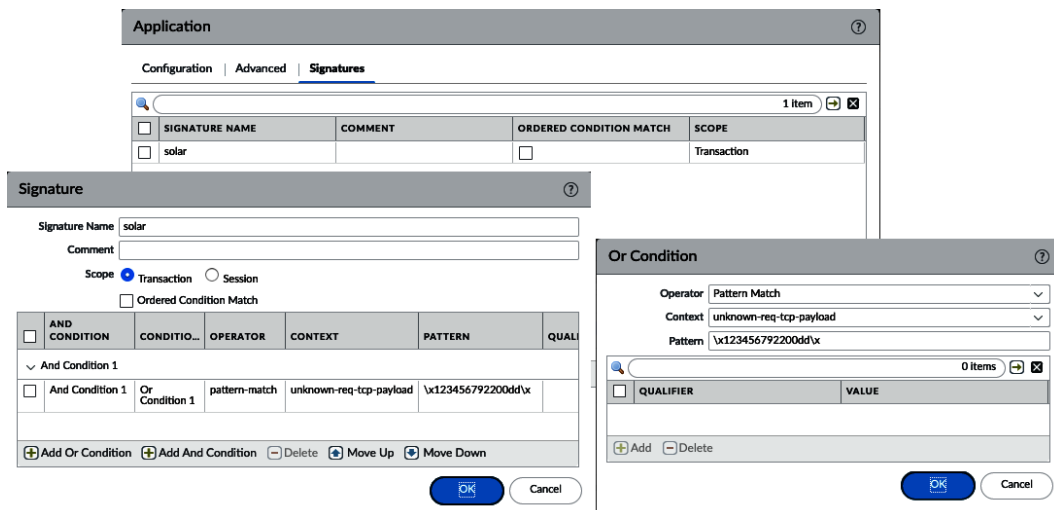 Application
Configuration | Advanced | Signatures
1 item
SIGNATURE NAME COMMENT ORDERED CONDITION MATCH SCOPE
solar Transaction
Signature
Signature Name solar
Comment
Scope Transaction Session
Ordered Condition Match
AND CONDITION CONDITIO... OPERATOR CONTEXT PATTERN QUALI
And Condition 1
And Condition 1 Or Condition 1 pattern-match unknown-req-tcp-payload \x123456792200dd\x
Add Or Condition Add And Condition Delete Move Up Move Down
OK Cancel
Or Condition
Operator Pattern Match
Context unknown-req-tcp-payload
Pattern \x123456792200dd\x
0 items
QUALIFIER VALUE
Add Delete
OK Cancel